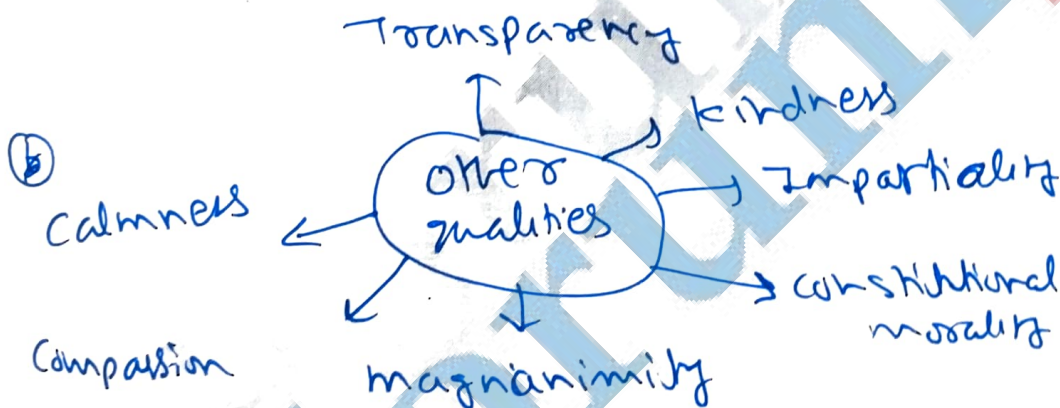 Transparency
kindness
(b)
other
qualities
Impartiality
Calmness
constitutional
morality
Compassion
magnanimity